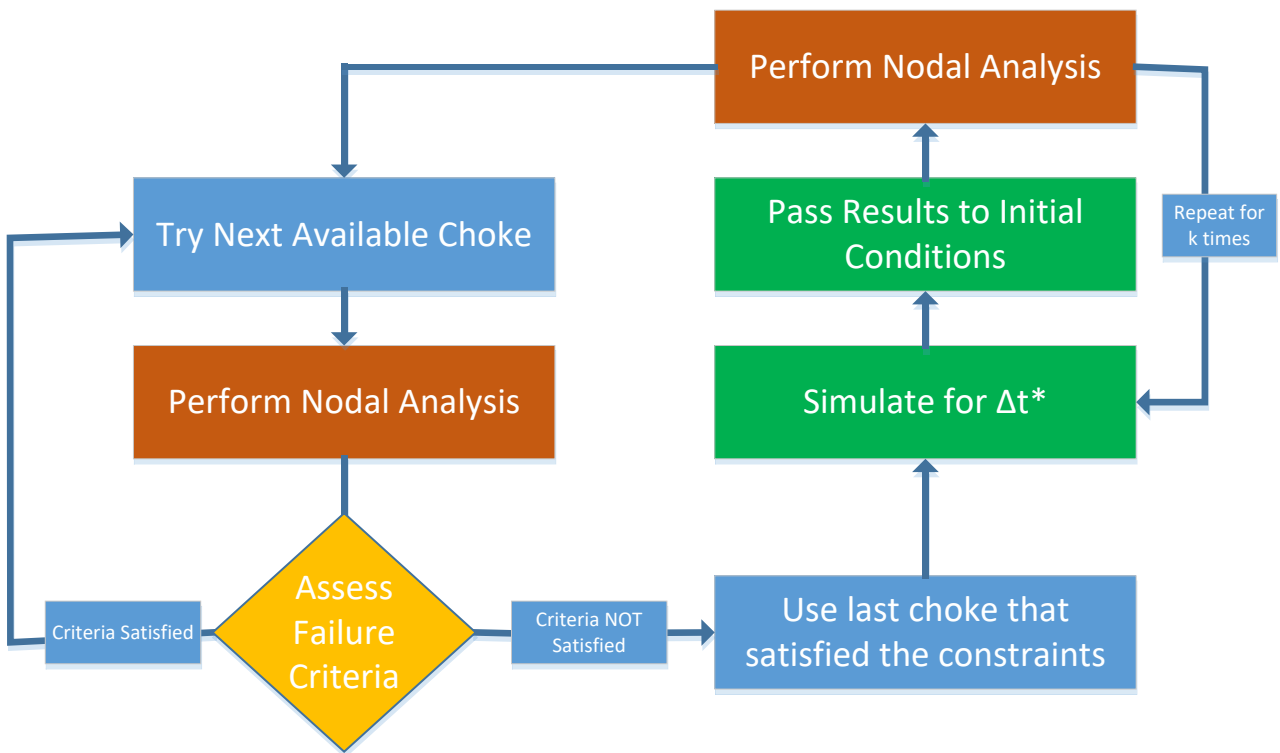 Perform Nodal Analysis
Try Next Available Choke
Pass Results to Initial
Conditions
Repeat for
k times
Perform Nodal Analysis
Simulate for Δt*
Assess
Failure
Criteria
Criteria Satisfied
Criteria NOT
Satisfied
Use last choke that
satisfied the constraints